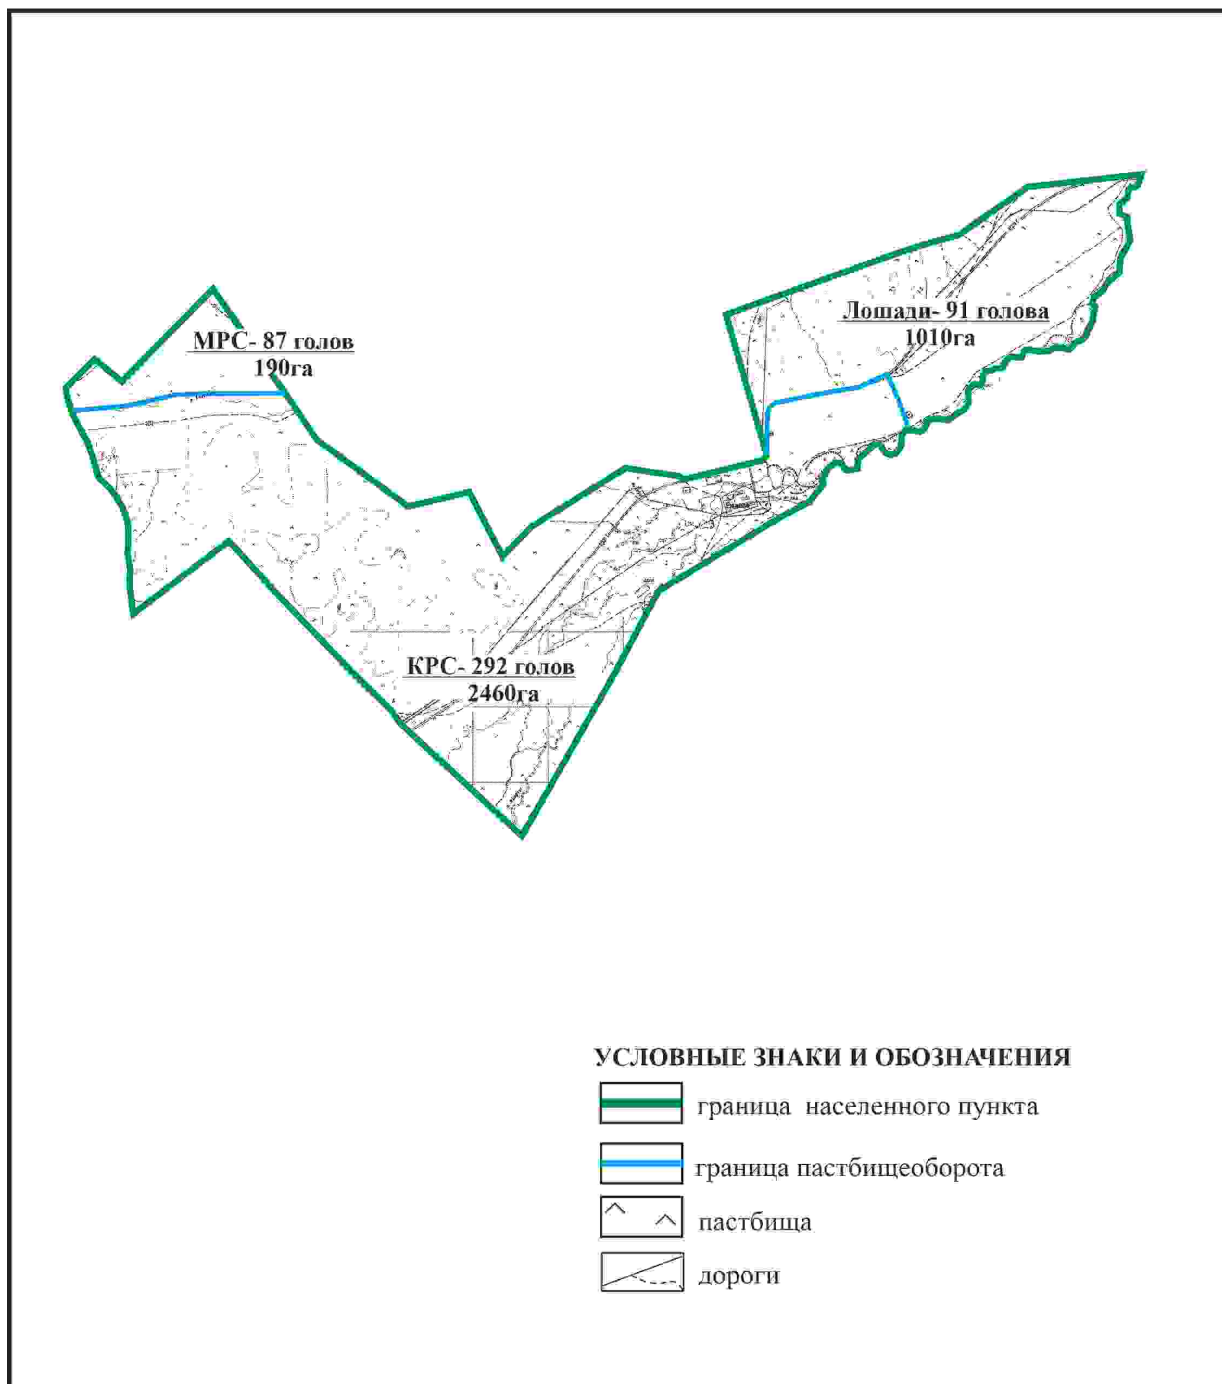 МРС- 87 голов
190га
Лошади- 91 голова
1010га
КРС- 292 голов
2460га
УСЛОВНЫЕ ЗНАКИ И ОБОЗНАЧЕНИЯ
граница населенного пункта
граница пастбищеоборота
пастбища
дороги